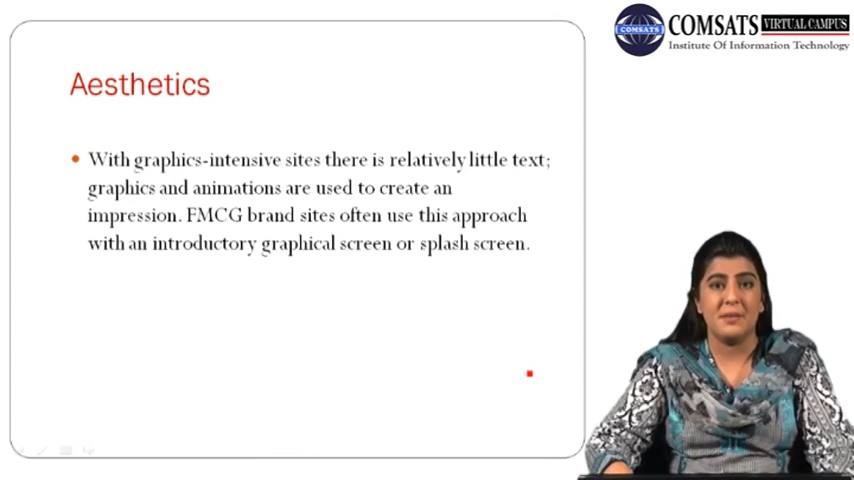 COMSATS VIRTUAL CAMPUS
COMSATS
Institute Of Information Technology
Aesthetics
With graphics-intensive sites there is relatively little text;
graphics and animations are used to create an
impression. FMCG brand sites often use this approach
with an introductory graphical screen or splash screen.